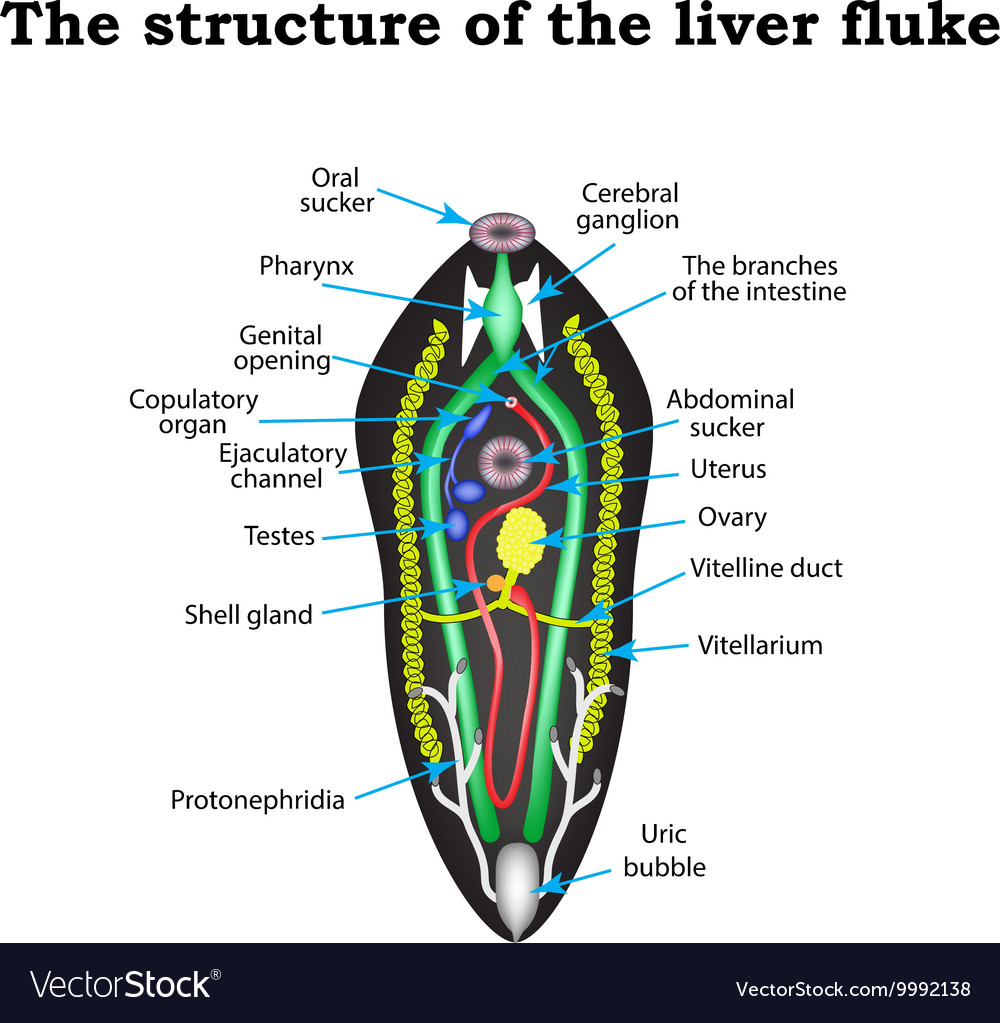 The structure of the liver fluke
Oral
sucker
Cerebral
ganglion
Pharynx
The branches
of the intestine
Genital
opening
Copulatory
organ
Abdominal
sucker
Ejaculatory
channel
Uterus
Testes
Ovary
Vitelline duct
Shell gland
Vitellarium
Protonephridia
Uric
bubble
VectorStock®
VectorStock.com/9992138